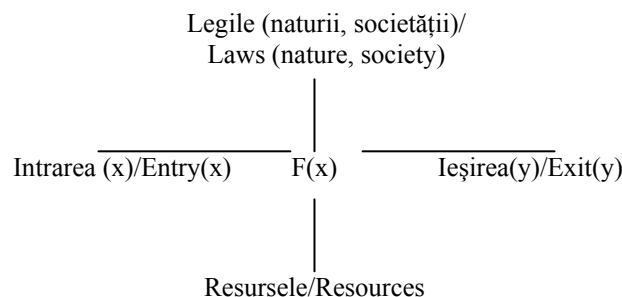 Legile (naturii, societății)/
Laws (nature, society)
Intrarea (x)/Entry(x) F(x) Ieşirea(y)/Exit(y)
Resursele/Resources